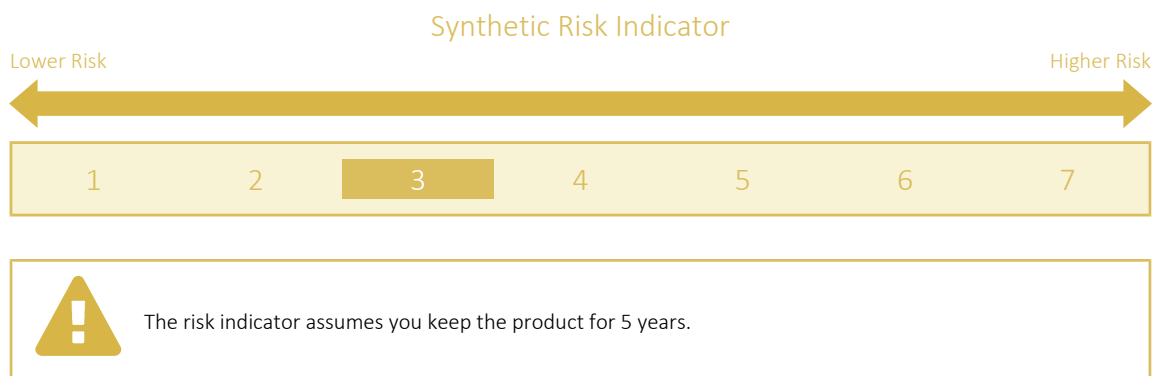 Synthetic Risk Indicator
Lower Risk Higher Risk
1 2 3 4 5 6 7
The risk indicator assumes you keep the product for 5 years.